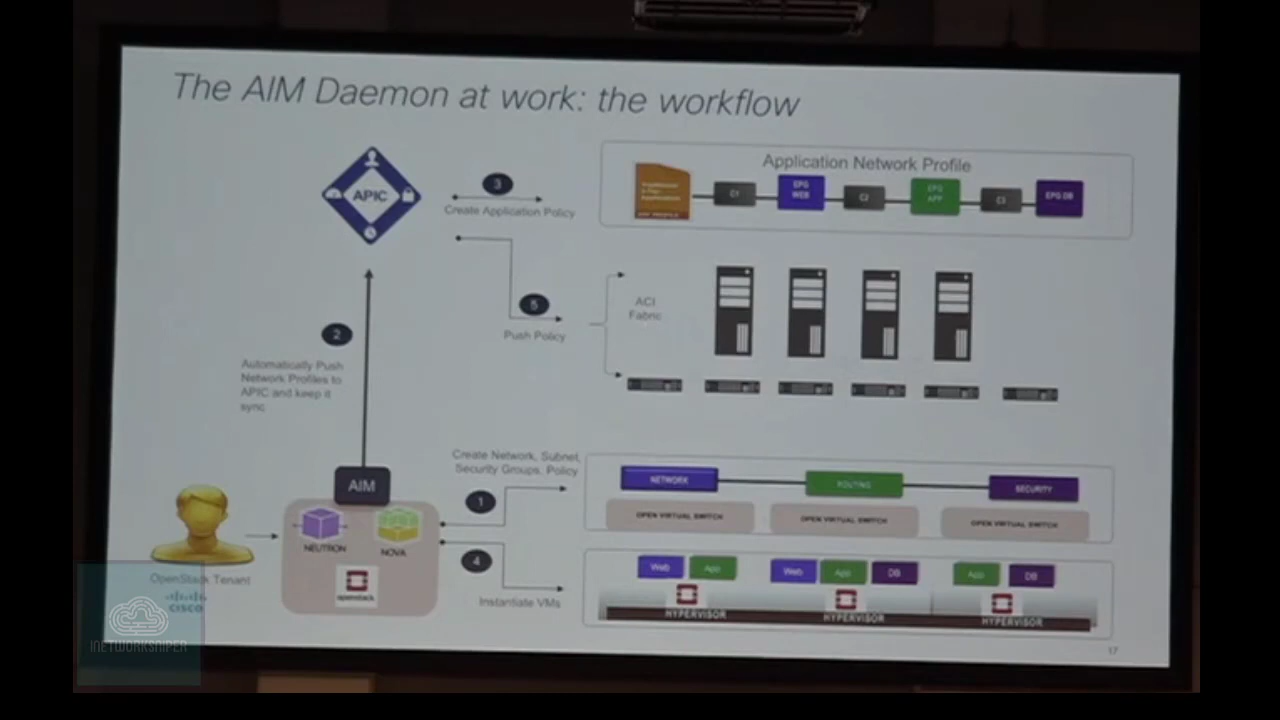 The AIM Daemon at work: the workflow
APIC
3
Create Application Policy
Application Network Profile
C1
EPG
WEB
C2
EPG
APP
C3
EPG DB
5
Push Policy
ACI
Fabric
2
Automatically Push
Network Profiles to
APIC and keep it
sync
AIM
NEUTRON
NOVA
openstack
OpenStack Tenant
Create Network, Subnet,
Security Groups, Policy
1
NETWORK
ROUTING
SECURITY
OPEN VIRTUAL SWITCH
OPEN VIRTUAL SWITCH
OPEN VIRTUAL SWITCH
4
Instantiate VMs
Web
App
Web
App
DB
App
DB
HYPERVISOR
HYPERVISOR
HYPERVISOR
CISCO
INETWORKSNIPER
17